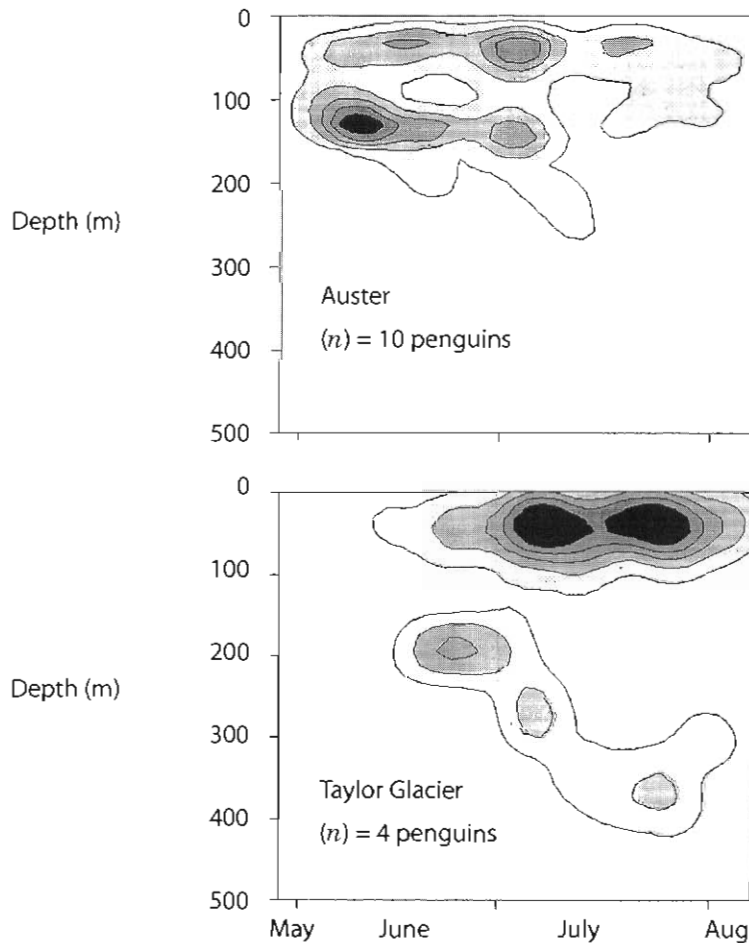 0
100
200
Depth (m)
300
Auster
(n) = 10 penguins
400
500
0
100
200
Depth (m)
300
Taylor Glacier
400
(n) = 4 penguins
500
May June July Aug